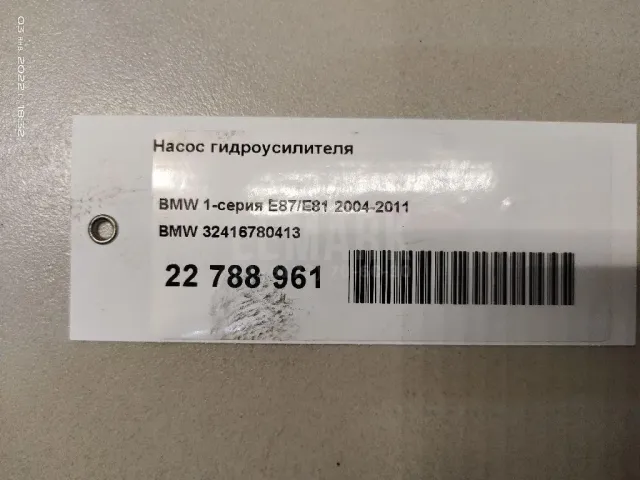 Насос гидроусилителя
BMW 1-серия E87/E81 2004-2011
BMW 32416780413
22 788 961